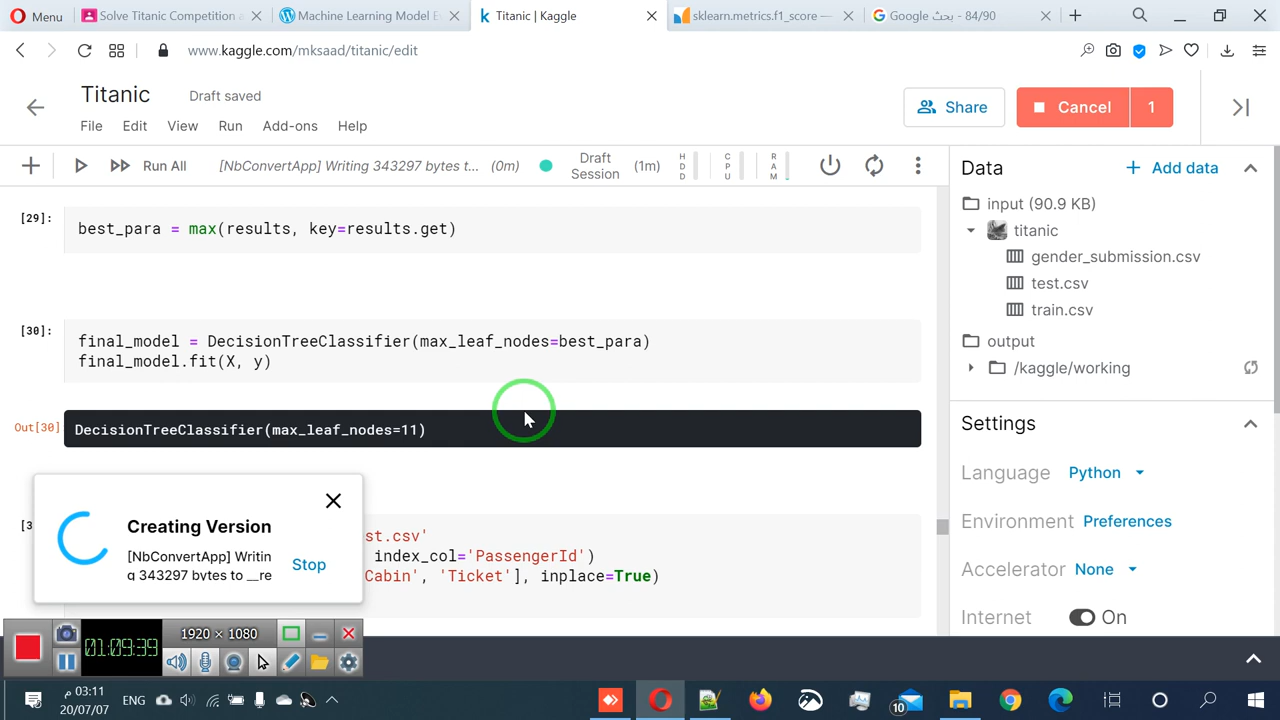 Menu
Solve Titanic Competition a
Machine Learning Model E
Titanic | Kaggle
sklearn.metrics.f1_score —
84/90 - بحث Google
www.kaggle.com/mksaad/titanic/edit
Titanic
Draft saved
Share
Cancel
1
File
Edit
View
Run
Add-ons
Help
Run All
[NbConvertApp] Writing 343297 bytes t...
(0m)
Draft
Session
(1m)
HDD
CPU
RAM
[29]:
best_para = max(results, key=results.get)
[30]:
final_model = DecisionTreeClassifier(max_leaf_nodes=best_para)
final_model.fit(X, y)
Out[30]
DecisionTreeClassifier(max_leaf_nodes=11)
[3
st.csv'
index_col='PassengerId')
Cabin', 'Ticket'], inplace=True)
Creating Version
[NbConvertApp] Writin
g 343297 bytes to __re
Stop
Data
Add data
input (90.9 KB)
titanic
gender_submission.csv
test.csv
train.csv
output
/kaggle/working
Settings
Language
Python
Environment
Preferences
Accelerator
None
Internet
On
01:09:39
1920 × 1080
03:11 م
20/07/07
ENG
10